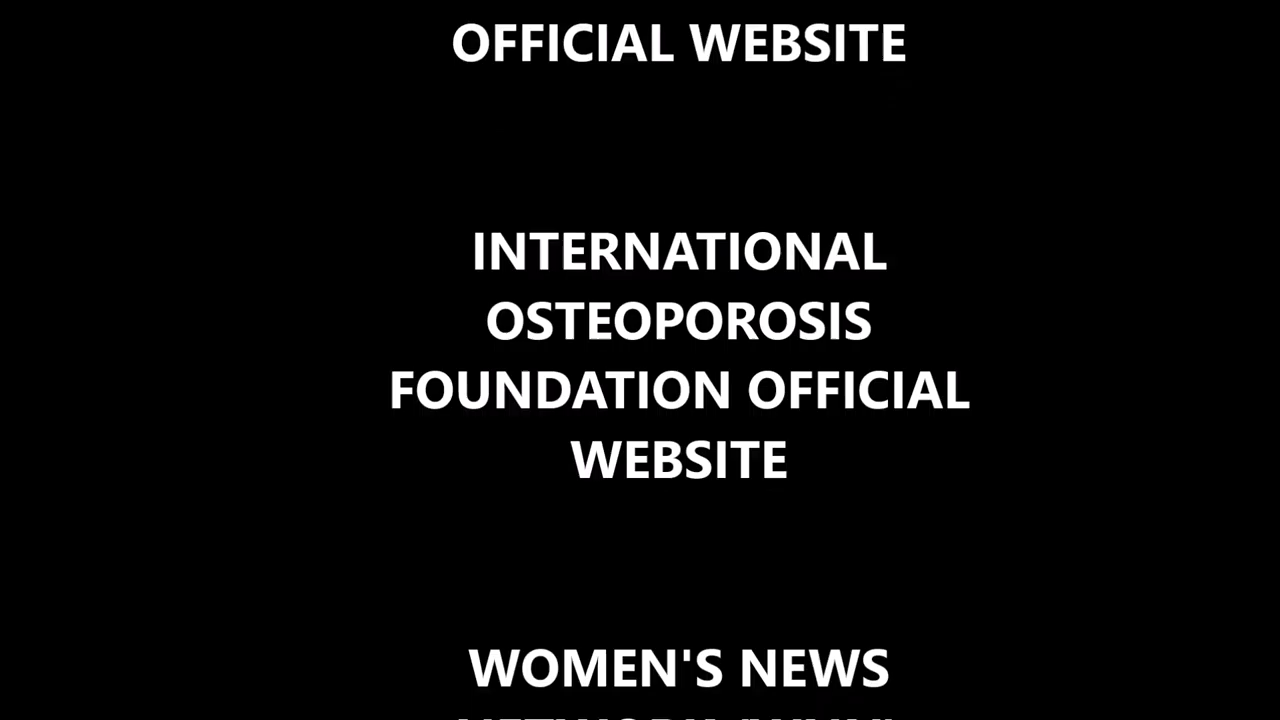 OFFICIAL WEBSITE
INTERNATIONAL
OSTEOPOROSIS
FOUNDATION OFFICIAL
WEBSITE
WOMEN'S NEWS